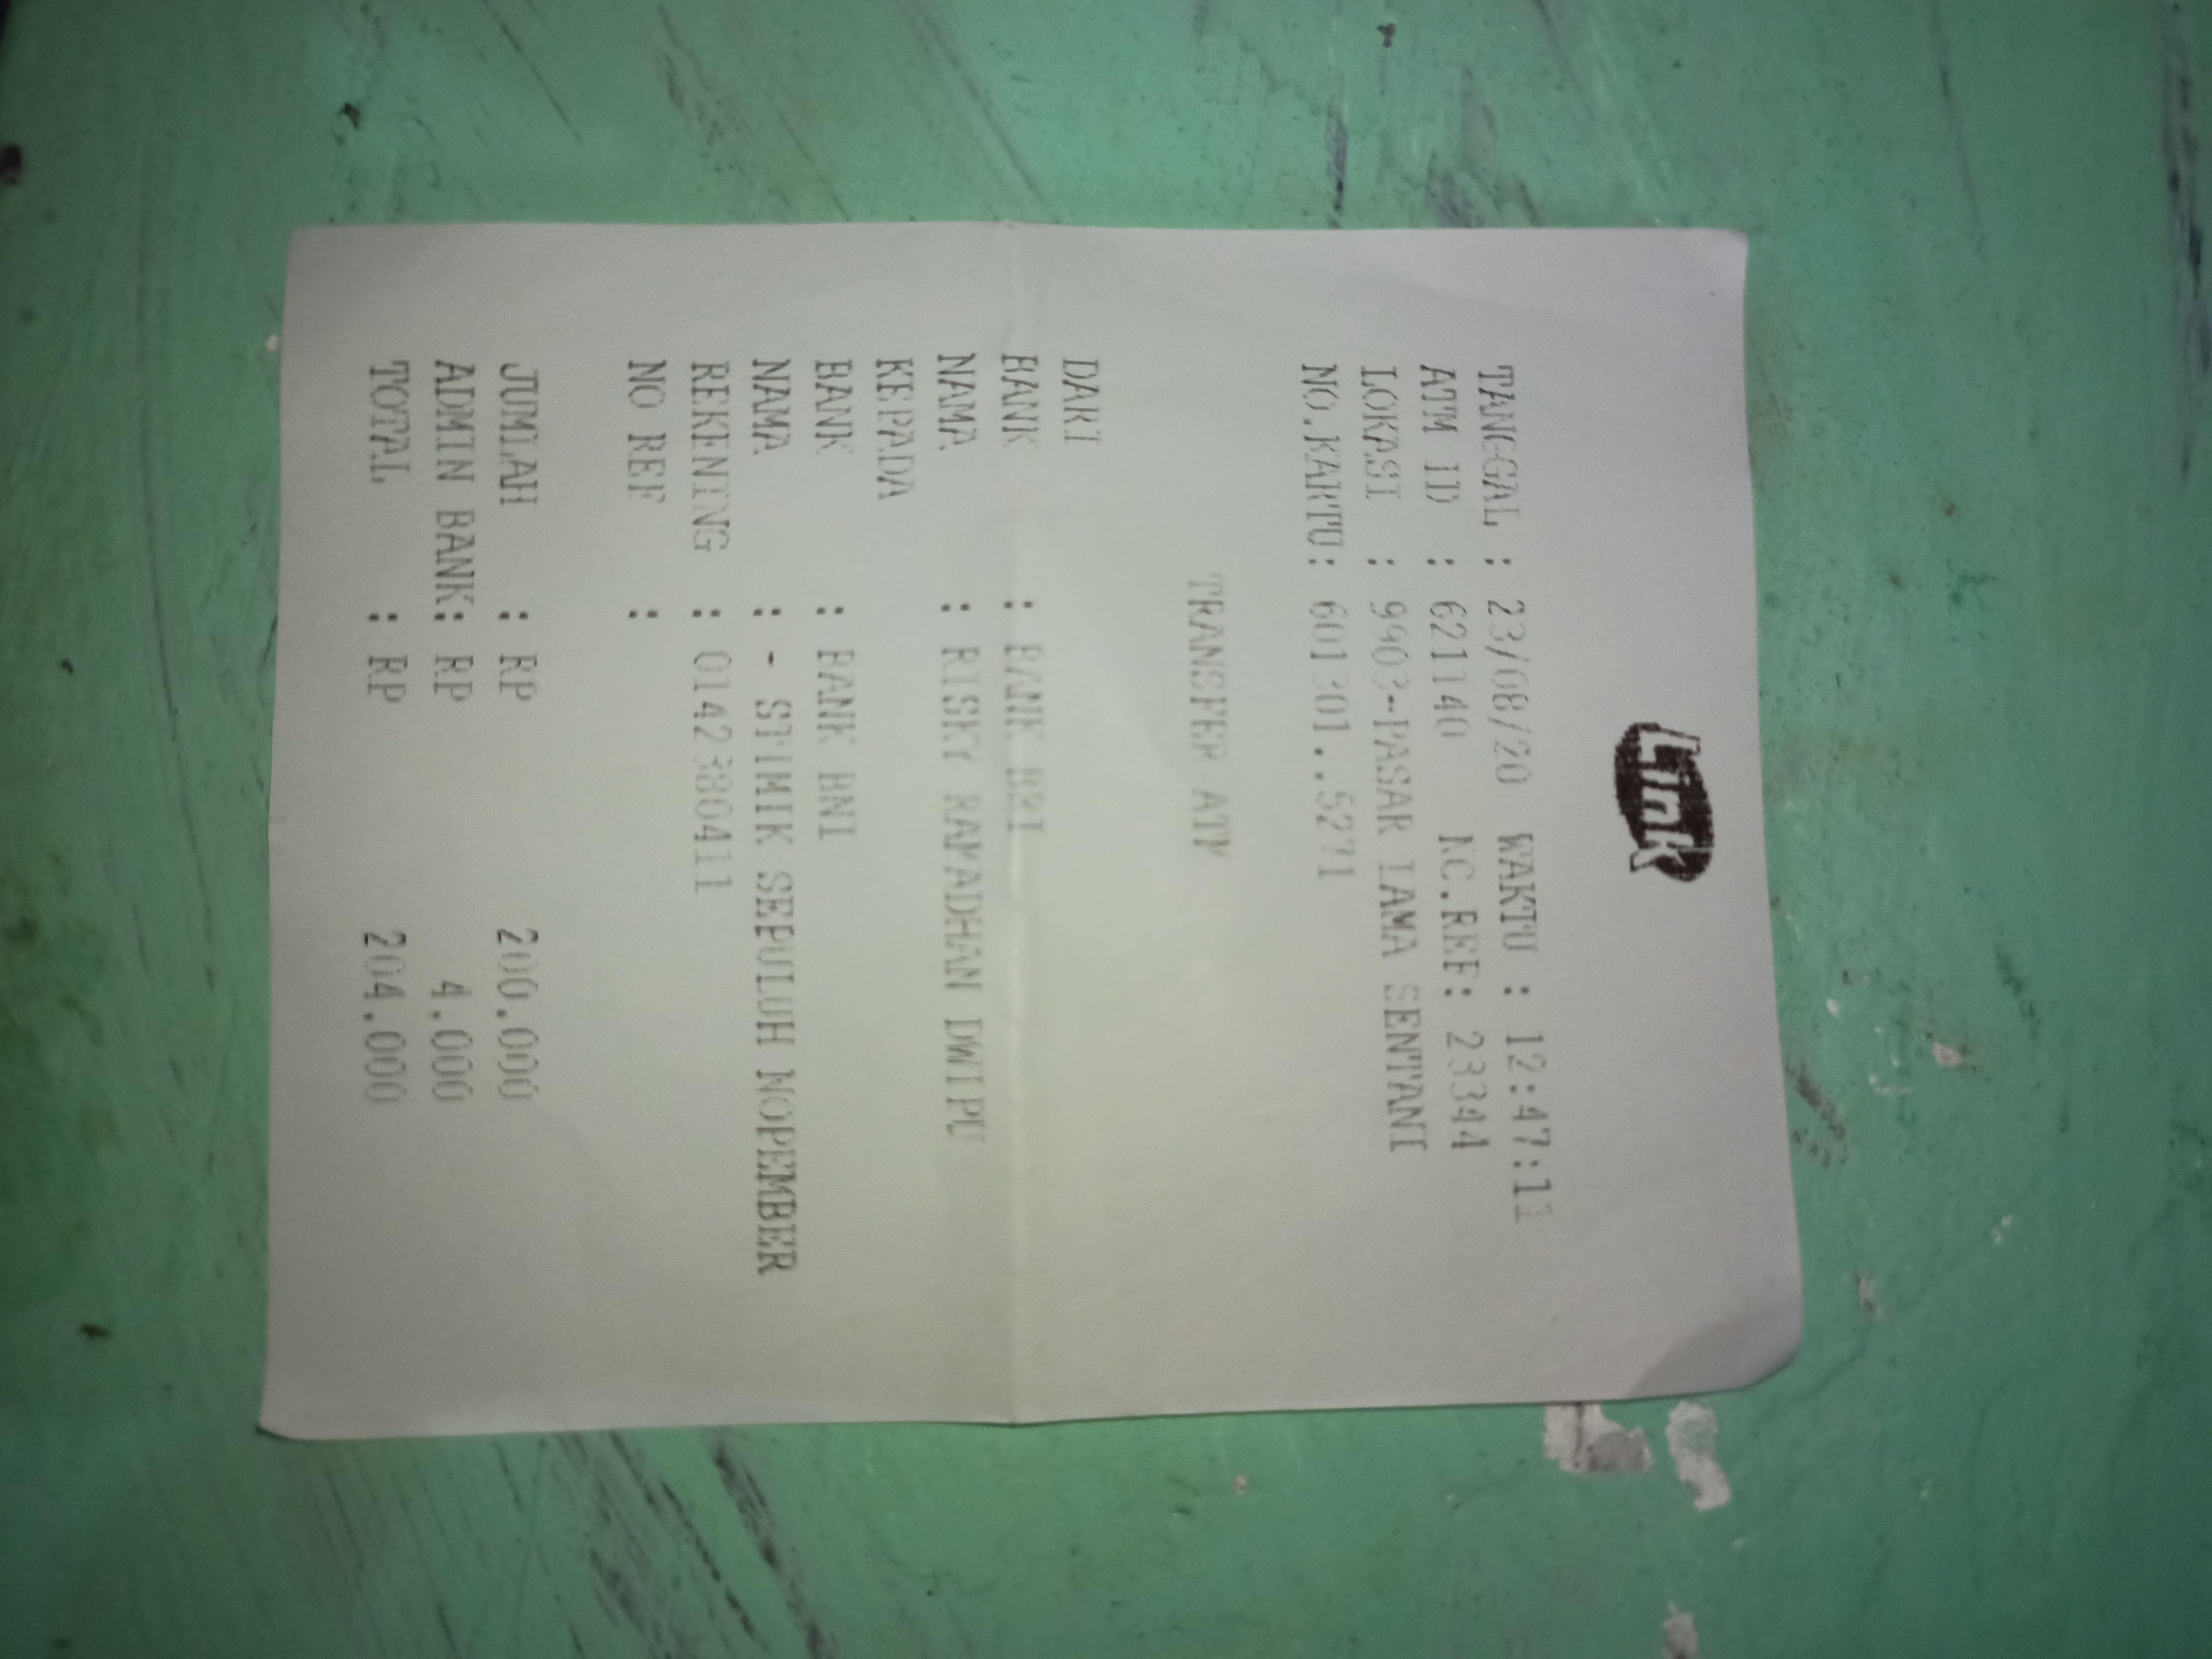 Link
TANGGAL : 23/08/20 WAKTU : 12:47:11
ATM ID : 621140 NO.REF: 23344
LOKASI : 9903-PASAR LAMA SENTANI
NO.KARTU: 601301..5271
TRANSFER ATM
DARI
BANK : BANK BRI
NAMA : RISKY RAMADHAN DWIPU
KEPADA
BANK : BANK BNI
NAMA : - STIMIK SEPULUH NOPEMBER
REKENING : 0142380411
NO REF :
JUMLAH : RP 200.000
ADMIN BANK: RP 4.000
TOTAL : RP 204.000